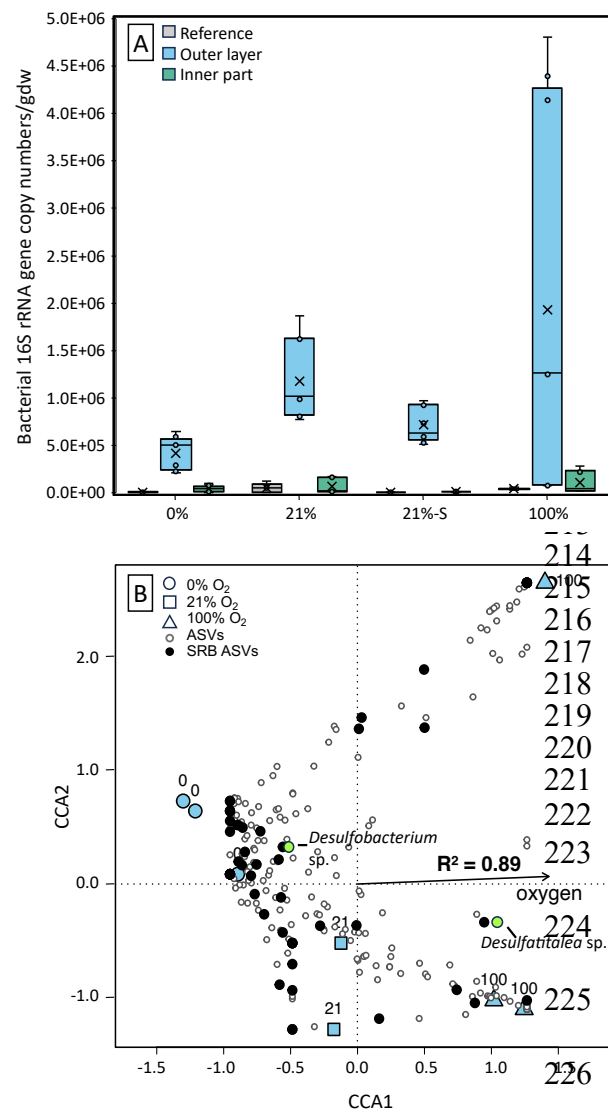 A
Reference
Outer layer
Inner part
Bacterial 16S rRNA gene copy numbers/gdw
5.0E+06
4.5E+06
4.0E+06
3.5E+06
3.0E+06
2.5E+06
2.0E+06
1.5E+06
1.0E+06
5.0E+05
0.0E+00
0%
21%
21%-S
100%
214
B
0% O₂
21% O₂
100% O₂
ASVs
SRB ASVs
100
215
216
217
218
219
220
221
222
223
224
225
226
CCA2
2.0
1.0
0.0
-1.0
0
0
0
Desulfobacterium
sp.
R² = 0.89
oxygen
Desulfatitalea sp.
21
21
100
100
-1.5
-1.0
-0.5
0.0
0.5
1.0
1.5
CCA1